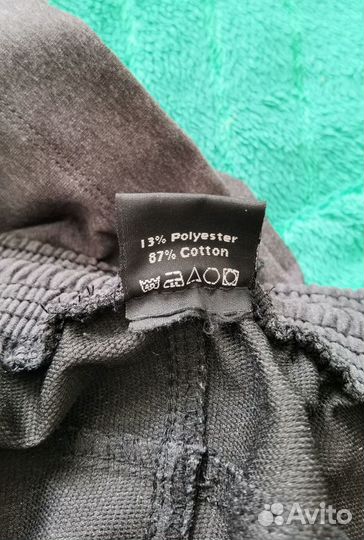 13% Polyester
87% Cotton
Avito